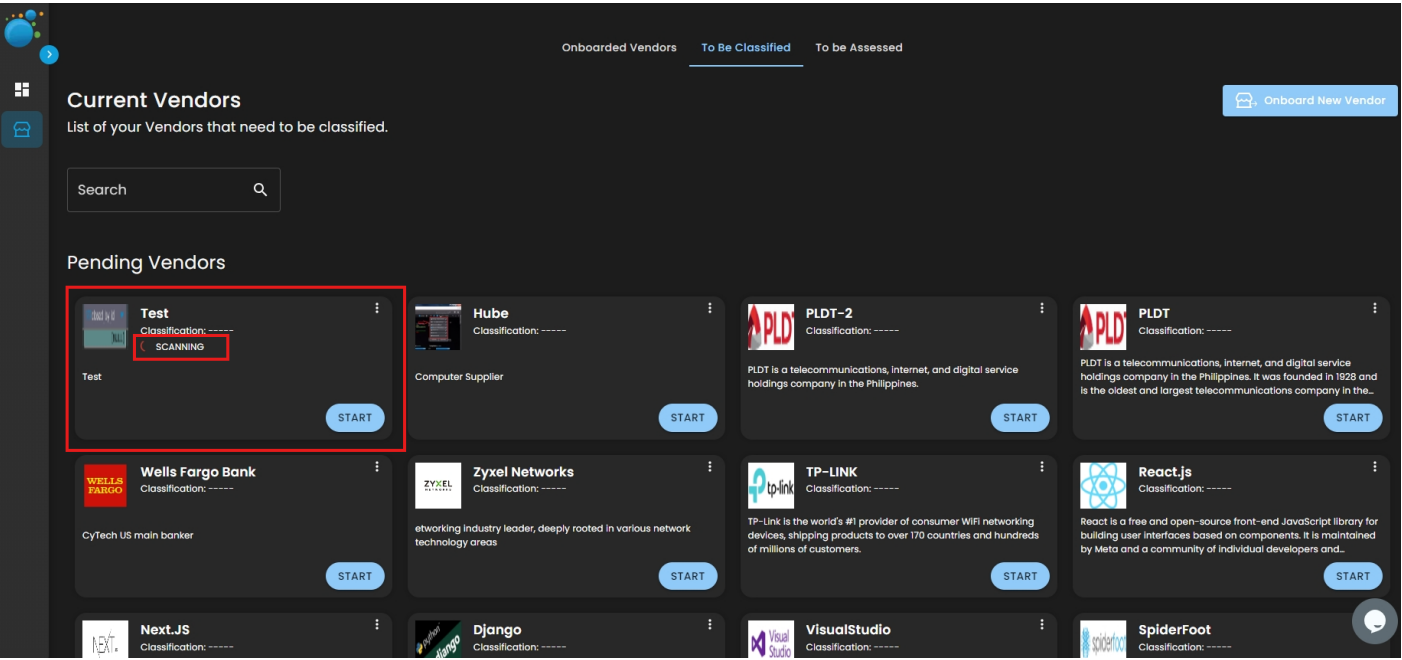 Onboarded Vendors To Be Classified To be Assessed
Current Vendors
Onboard New Vendor
List of your Vendors that need to be classified.
Search
Pending Vendors
Test
Classification: -----
SCANNING
Test
START
Hube
Classification: -----
Computer Supplier
START
PLDT
PLDT-2
Classification: -----
PLDT is a telecommunications, internet, and digital service
holdings company in the Philippines.
START
PLDT
PLDT
Classification: -----
PLDT is a telecommunications, internet, and digital service
holdings company in the Philippines. It was founded in 1928 and
is the oldest and largest telecommunications company in the...
START
WELLS
FARGO
Wells Fargo Bank
Classification: -----
CyTech US main banker
START
ZYXEL
NETWORKS
Zyxel Networks
Classification: -----
etworking industry leader, deeply rooted in various network
technology areas
START
tp-link
TP-LINK
Classification: -----
TP-Link is the world's #1 provider of consumer WiFi networking
devices, shipping products to over 170 countries and hundreds
of millions of customers.
START
React.js
Classification: -----
React is a free and open-source front-end JavaScript library for
building user interfaces based on components. It is maintained
by Meta and a community of individual developers and...
START
NEXT.
Next.JS
Classification: -----
python
django
Django
Classification: -----
Visual
Studio
VisualStudio
Classification: -----
spiderfoot
SpiderFoot
Classification: -----